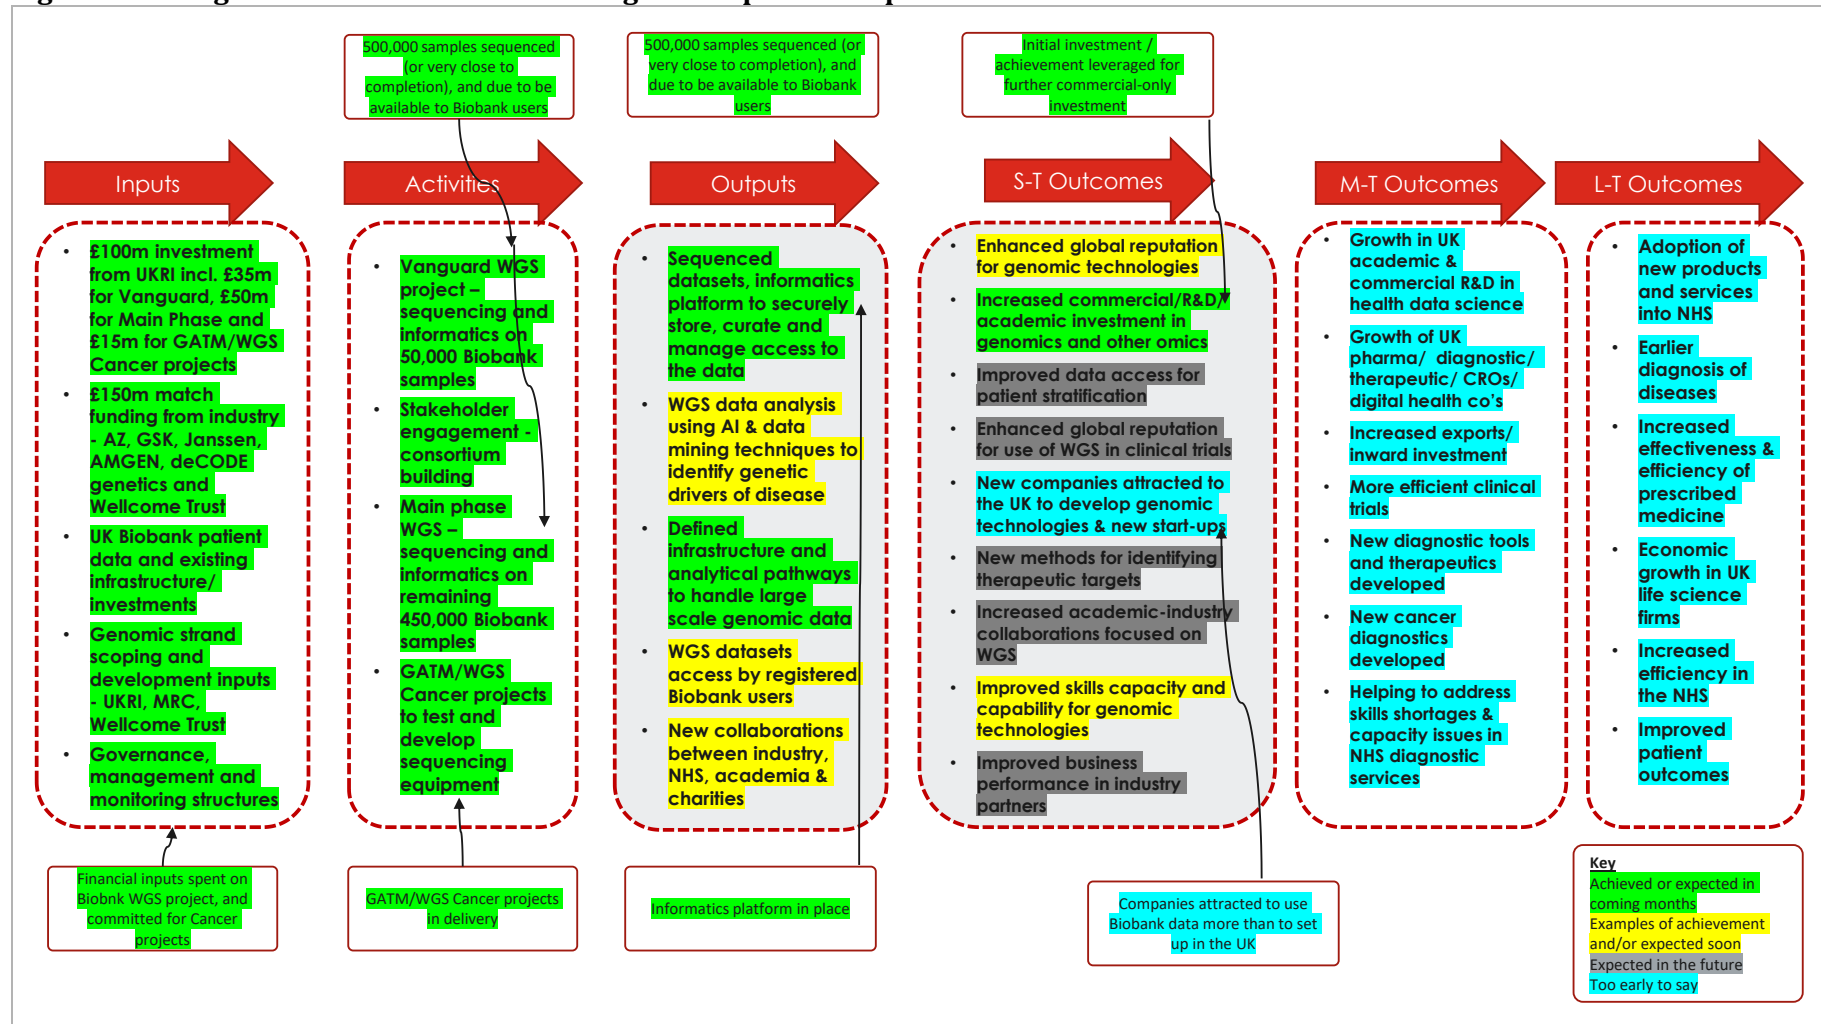 500,000 samples sequenced
(or very close to
completion), and due to be
available to Biobank users
500,000 samples sequenced (or
very close to completion), and
due to be available to Biobank
users
Initial investment /
achievement leveraged for
further commercial-only
investment
Inputs
Activities
Outputs
S-T Outcomes
M-T Outcomes
L-T Outcomes
• £100m investment
from UKRI incl. £35m
for Vanguard, £50m
for Main Phase and
£15m for GATM/WGS
Cancer projects
• £150m match
funding from industry
- AZ, GSK, Janssen,
AMGEN, deCODE
genetics and
Wellcome Trust
• UK Biobank patient
data and existing
infrastructure/
investments
• Genomic strand
scoping and
development inputs
- UKRI, MRC,
Wellcome Trust
• Governance,
management and
monitoring structures
• Vanguard WGS
project –
sequencing and
informatics on
50,000 Biobank
samples
• Stakeholder
engagement -
consortium
building
• Main phase
WGS –
sequencing and
informatics on
remaining
450,000 Biobank
samples
• GATM/WGS
Cancer projects
to test and
develop
sequencing
equipment
• Sequenced
datasets, informatics
platform to securely
store, curate and
manage access to
the data
• WGS data analysis
using AI & data
mining techniques to
identify genetic
drivers of disease
• Defined
infrastructure and
analytical pathways
to handle large
scale genomic data
• WGS datasets
access by registered
Biobank users
• New collaborations
between industry,
NHS, academia &
charities
• Enhanced global reputation
for genomic technologies
• Increased commercial/R&D/
academic investment in
genomics and other omics
• Improved data access for
patient stratification
• Enhanced global reputation
for use of WGS in clinical trials
• New companies attracted to
the UK to develop genomic
technologies & new start-ups
• New methods for identifying
therapeutic targets
• Increased academic-industry
collaborations focused on
WGS
• Improved skills capacity and
capability for genomic
technologies
• Improved business
performance in industry
partners
• Growth in UK
academic &
commercial R&D in
health data science
• Growth of UK
pharma/ diagnostic/
therapeutic/ CROs/
digital health co's
• Increased exports/
inward investment
• More efficient clinical
trials
• New diagnostic tools
and therapeutics
developed
• New cancer
diagnostics
developed
• Helping to address
skills shortages &
capacity issues in
NHS diagnostic
services
• Adoption of
new products
and services
into NHS
• Earlier
diagnosis of
diseases
• Increased
effectiveness &
efficiency of
prescribed
medicine
• Economic
growth in UK
life science
firms
• Increased
efficiency in
the NHS
• Improved
patient
outcomes
Financial inputs spent on
Biobnk WGS project, and
committed for Cancer
projects
GATM/WGS Cancer projects
in delivery
Informatics platform in place
Companies attracted to use
Biobank data more than to set
up in the UK
Key
Achieved or expected in
coming months
Examples of achievement
and/or expected soon
Expected in the future
Too early to say